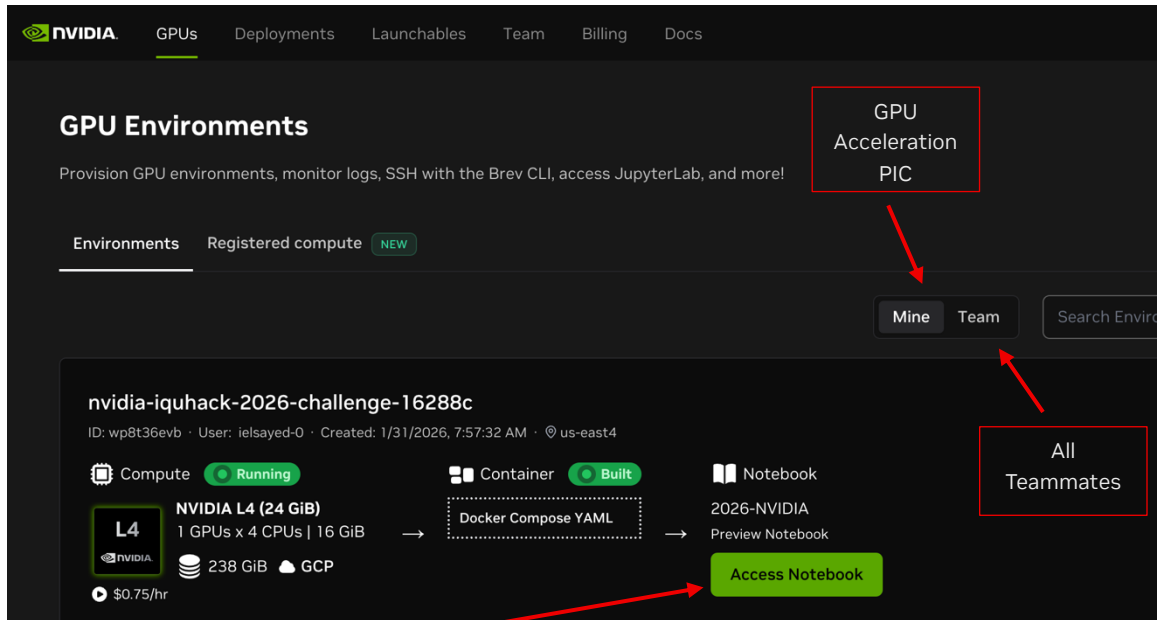 NVIDIA. GPUs Deployments Launchables Team Billing Docs
GPU Environments
Provision GPU environments, monitor logs, SSH with the Brev CLI, access JupyterLab, and more!
GPU
Acceleration
PIC
Environments Registered compute NEW
Mine Team Search Enviro
nvidia-iquhack-2026-challenge-16288c
ID: wp8t36evb · User: ielsayed-0 · Created: 1/31/2026, 7:57:32 AM · us-east4
All
Teammates
Compute Running Container Built Notebook
NVIDIA L4 (24 GiB)
1 GPUs x 4 CPUs | 16 GiB
238 GiB GCP
L4
NVIDIA.
$0.75/hr
→
Docker Compose YAML
→
2026-NVIDIA
Preview Notebook
Access Notebook